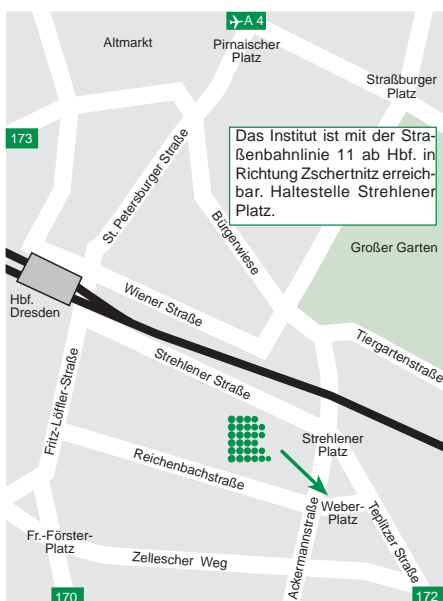 A 4
Altmarkt
Pirnaischer
Platz
Straßburger
Platz
173
Das Institut ist mit der Stra-
ßenbahnlinie 11 ab Hbf. in
Richtung Zschertnitz erreich-
bar. Haltestelle Strehlener
Platz.
St. Petersburger Straße
Bürgerwiese
Großer Garten
Hbf.
Dresden
Wiener Straße
Tiergartenstraße
Strehlener Straße
Fritz-Löffler-Straße
Strehlener
Platz
Reichenbachstraße
Weber-
Platz
Ackermannstraße
Teplitzer Straße
Fr.-Förster-
Platz
Zellescher Weg
170
172